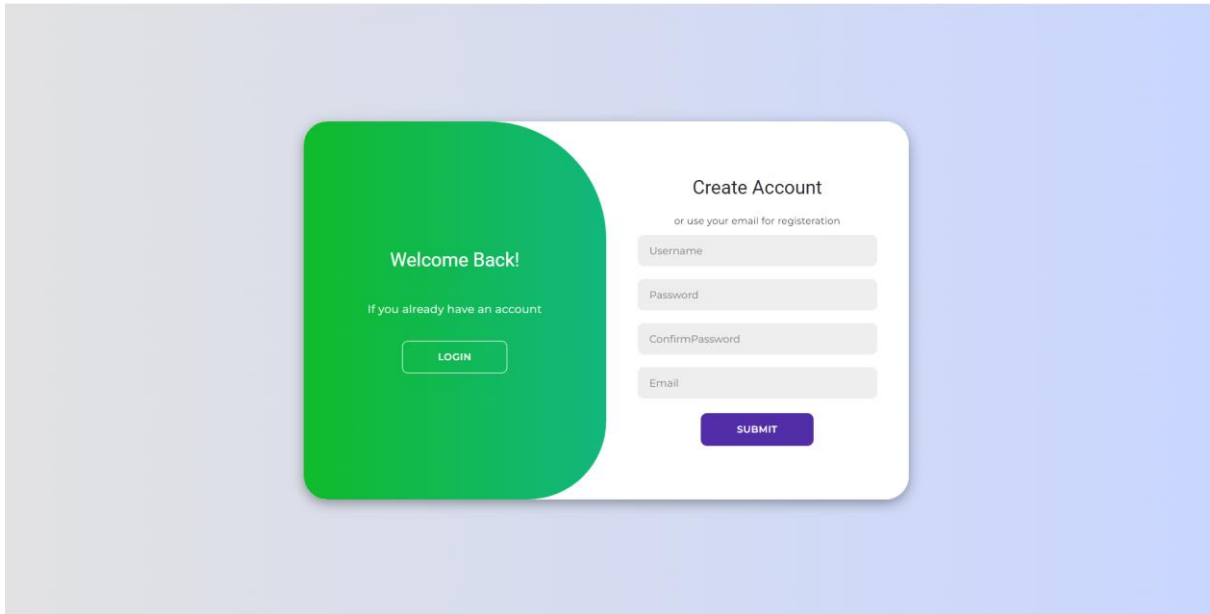 Welcome Back!
If you already have an account
LOGIN
Create Account
or use your email for registeration
Username
Password
ConfirmPassword
Email
SUBMIT